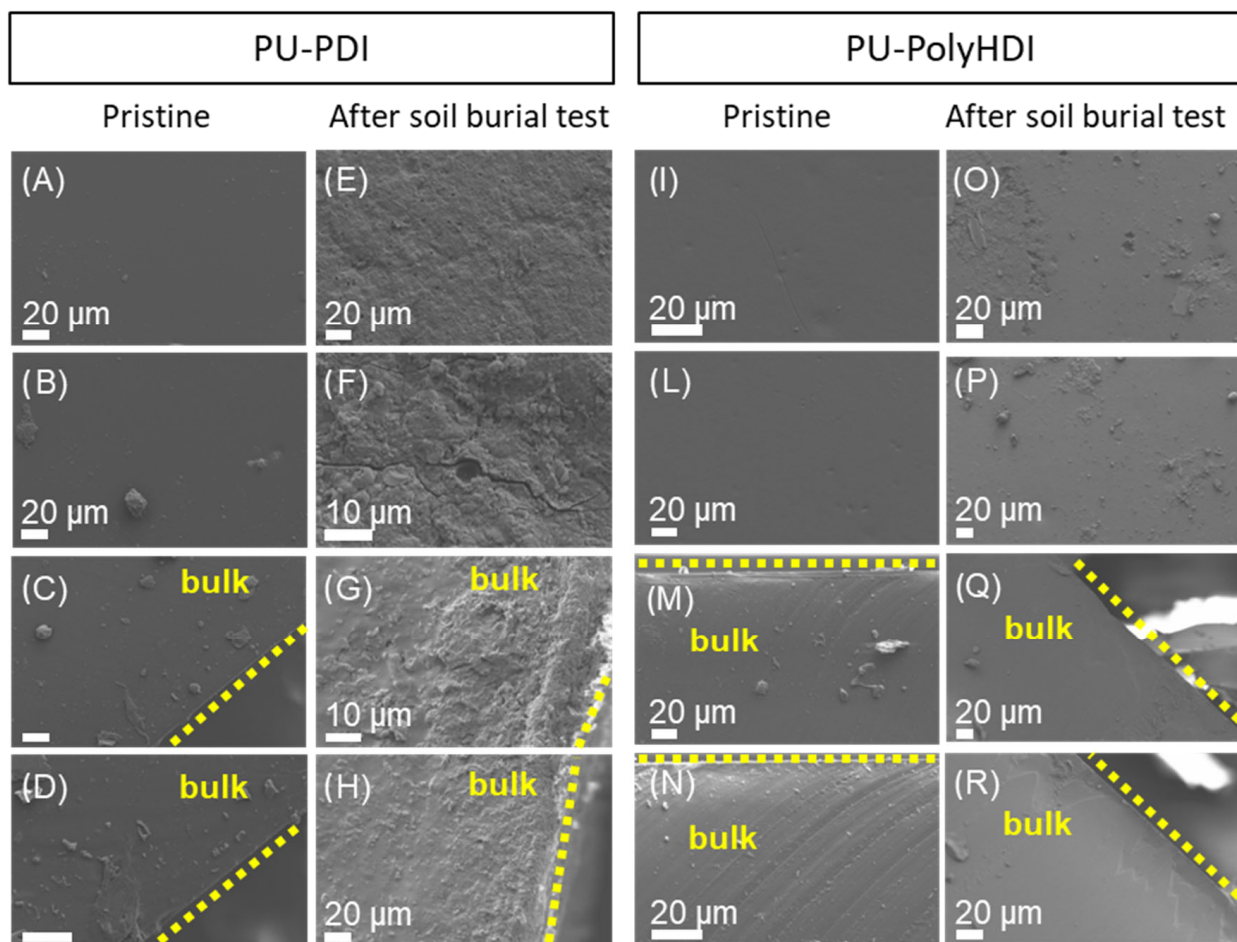 PU-PDI
PU-PolyHDI
Pristine
After soil burial test
Pristine
After soil burial test
(A)
20 µm
(E)
20 µm
(I)
20 µm
(O)
20 µm
(B)
20 µm
(F)
10 µm
(L)
20 µm
(P)
20 µm
(C)
bulk
(G)
bulk
10 µm
(M)
bulk
20 µm
(Q)
bulk
20 µm
(D)
bulk
(H)
bulk
20 µm
(N)
bulk
20 µm
(R)
bulk
20 µm